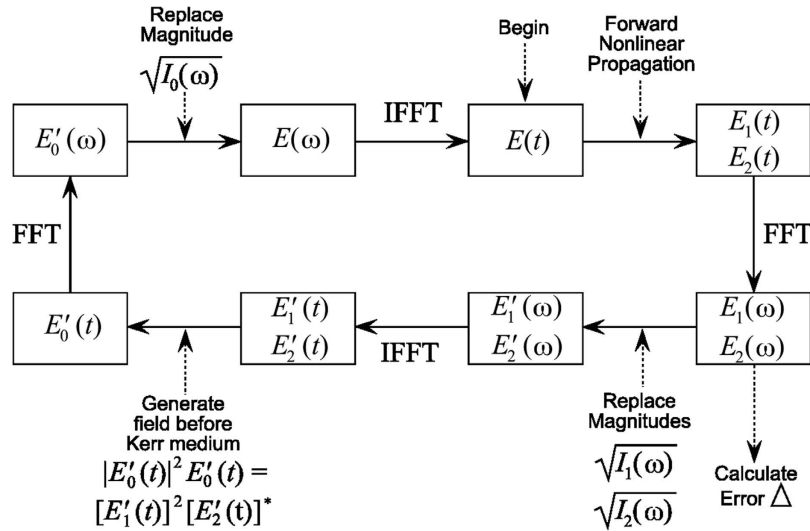 Replace
Magnitude
√I₀(ω)
Begin
Forward
Nonlinear
Propagation
E′₀(ω)
E(ω)
IFFT
E(t)
E₁(t)
E₂(t)
FFT
FFT
E′₀(t)
E′₁(t)
E′₂(t)
IFFT
E′₁(ω)
E′₂(ω)
E₁(ω)
E₂(ω)
Generate
field before
Kerr medium
|E′₀(t)|² E′₀(t) =
[E′₁(t)]² [E′₂(t)]*
Replace
Magnitudes
√I₁(ω)
√I₂(ω)
Calculate
Error Δ